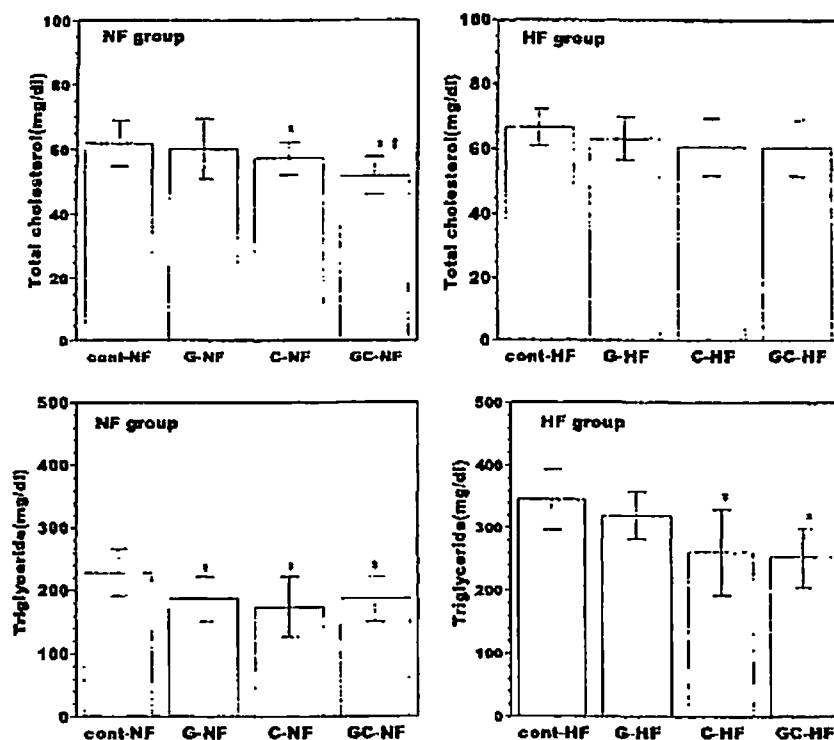 NF group
Total cholesterol(mg/dl)
100
80
60
40
20
0
cont-NF G-NF C-NF GC-NF
HF group
Total cholesterol(mg/dl)
100
80
60
40
20
0
cont-HF G-HF C-HF GC-HF
NF group
Triglyceride(mg/dl)
500
400
300
200
100
0
cont-NF G-NF C-NF GC-NF
HF group
Triglyceride(mg/dl)
500
400
300
200
100
0
cont-HF G-HF C-HF GC-HF